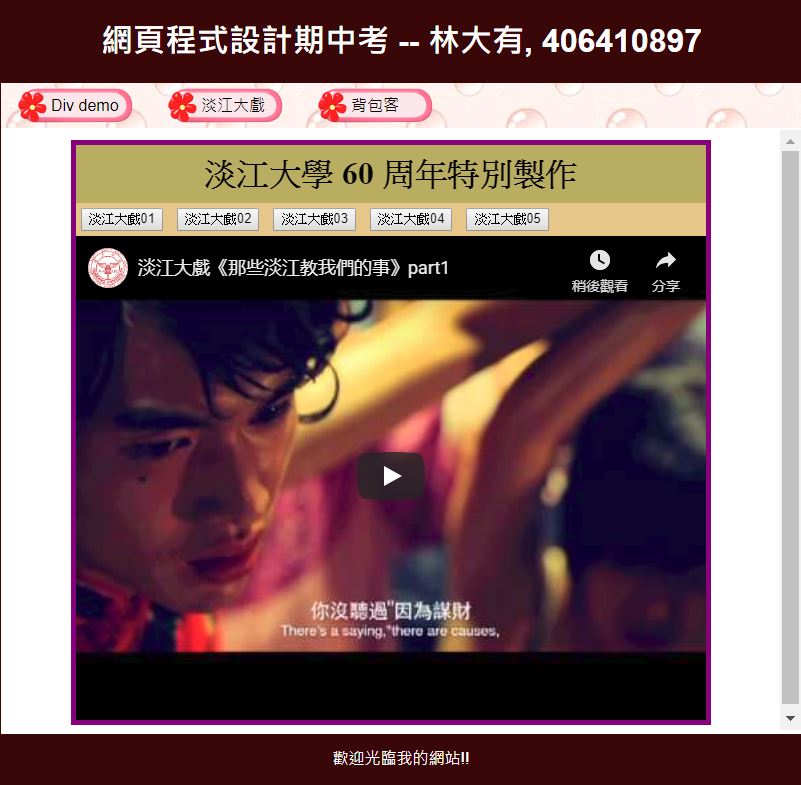 網頁程式設計期中考 -- 林大有, 406410897
Div demo 淡江大戲 背包客
淡江大學 60 周年特別製作
淡江大戲01 淡江大戲02 淡江大戲03 淡江大戲04 淡江大戲05
淡江大戲《那些淡江教我們的事》part1
稍後觀看 分享
你沒聽過"因為謀財
There's a saying,"there are causes,
歡迎光臨我的網站!!